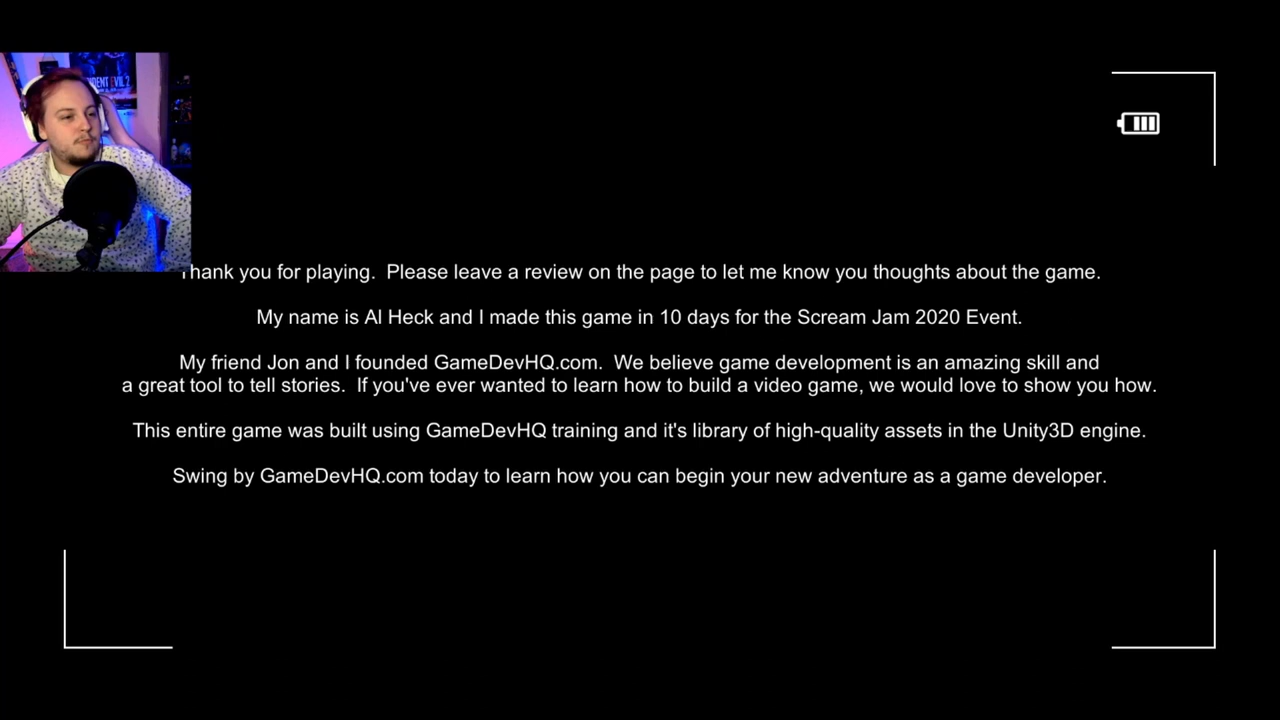 DENT EVIL 2
hank you for playing.  Please leave a review on the page to let me know you thoughts about the game.
My name is Al Heck and I made this game in 10 days for the Scream Jam 2020 Event.
My friend Jon and I founded GameDevHQ.com.  We believe game development is an amazing skill and
a great tool to tell stories.  If you've ever wanted to learn how to build a video game, we would love to show you how.
This entire game was built using GameDevHQ training and it's library of high-quality assets in the Unity3D engine.
Swing by GameDevHQ.com today to learn how you can begin your new adventure as a game developer.